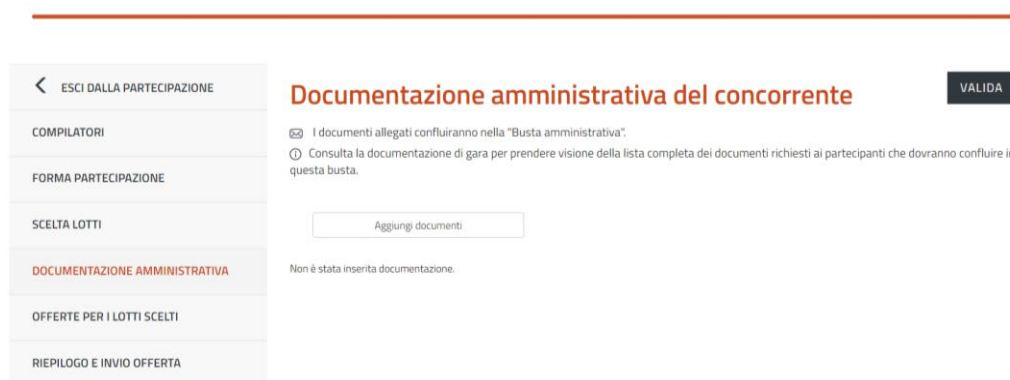 ESCI DALLA PARTECIPAZIONE
COMPILATORI
FORMA PARTECIPAZIONE
SCELTA LOTTI
DOCUMENTAZIONE AMMINISTRATIVA
OFFERTE PER I LOTTI SCELTI
RIEPILOGO E INVIO OFFERTA
Documentazione amministrativa del concorrente
VALIDA
I documenti allegati confluiranno nella "Busta amministrativa".
Consulta la documentazione di gara per prendere visione della lista completa dei documenti richiesti ai partecipanti che dovranno confluire in
questa busta.
Aggiungi documenti
Non è stata inserita documentazione.